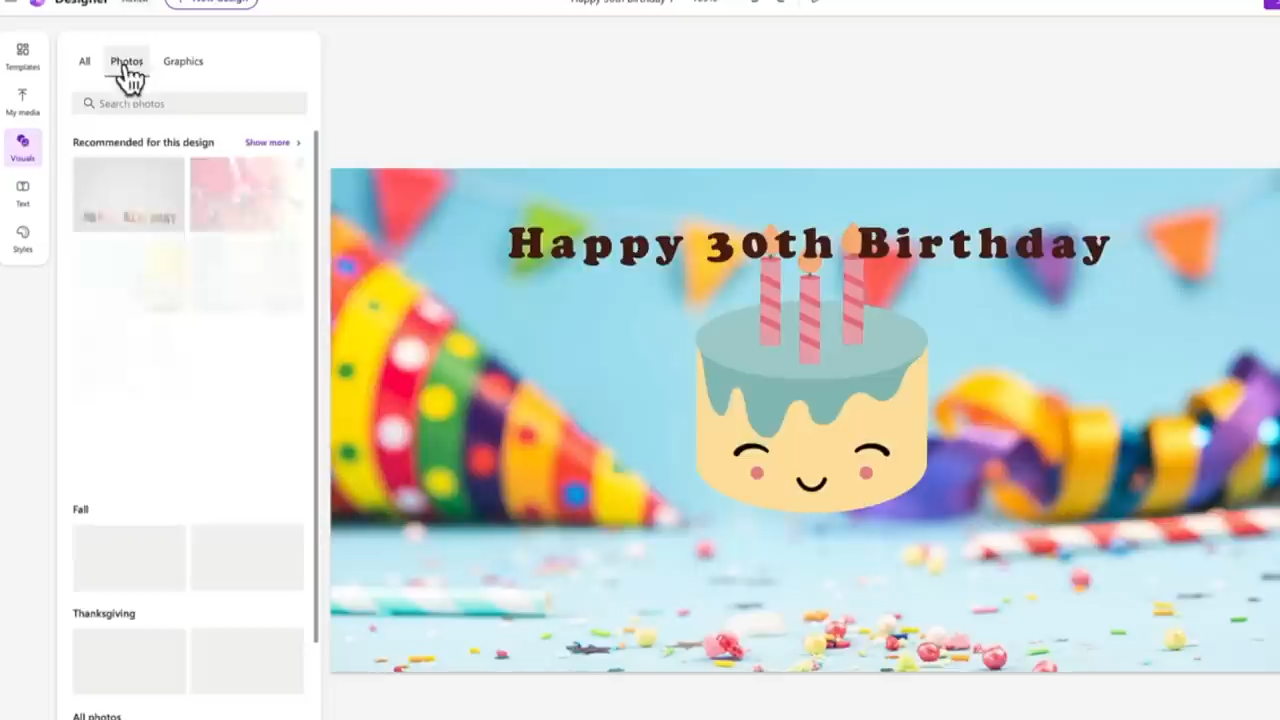 Designer
New design
Happy 30th Birthday 1
All
Photos
Graphics
Search photos
Templates
My media
Visuals
Text
Styles
Recommended for this design
Show more
Happy 30th Birthday
Fall
Thanksgiving
All photos